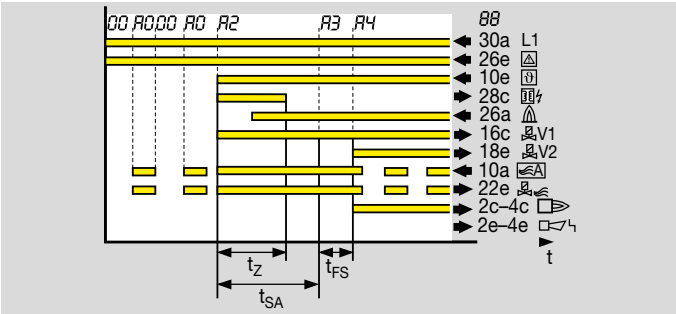 00 A0 00 A0 A2 A3 A4 88
30a L1
26e
10e ϑ
28c
26a
16c V1
18e V2
10a A
22e
2c–4c
2e–4e
t
tZ
tFS
tSA